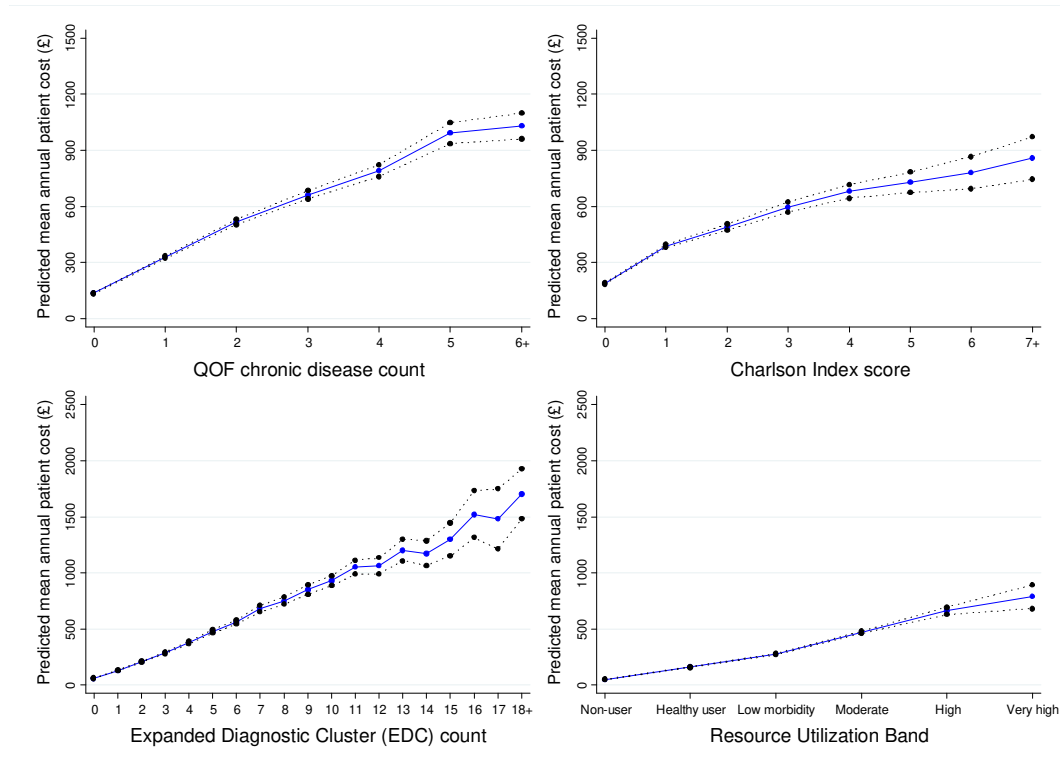 Predicted mean annual patient cost (£)
1500
1200
900
600
300
0
0 1 2 3 4 5 6+
QOF chronic disease count
Predicted mean annual patient cost (£)
1500
1200
900
600
300
0
0 1 2 3 4 5 6 7+
Charlson Index score
Predicted mean annual patient cost (£)
2500
2000
1500
1000
500
0
0 1 2 3 4 5 6 7 8 9 10 11 12 13 14 15 16 17 18+
Expanded Diagnostic Cluster (EDC) count
Predicted mean annual patient cost (£)
2500
2000
1500
1000
500
0
Non-user Healthy user Low morbidity Moderate High Very high
Resource Utilization Band